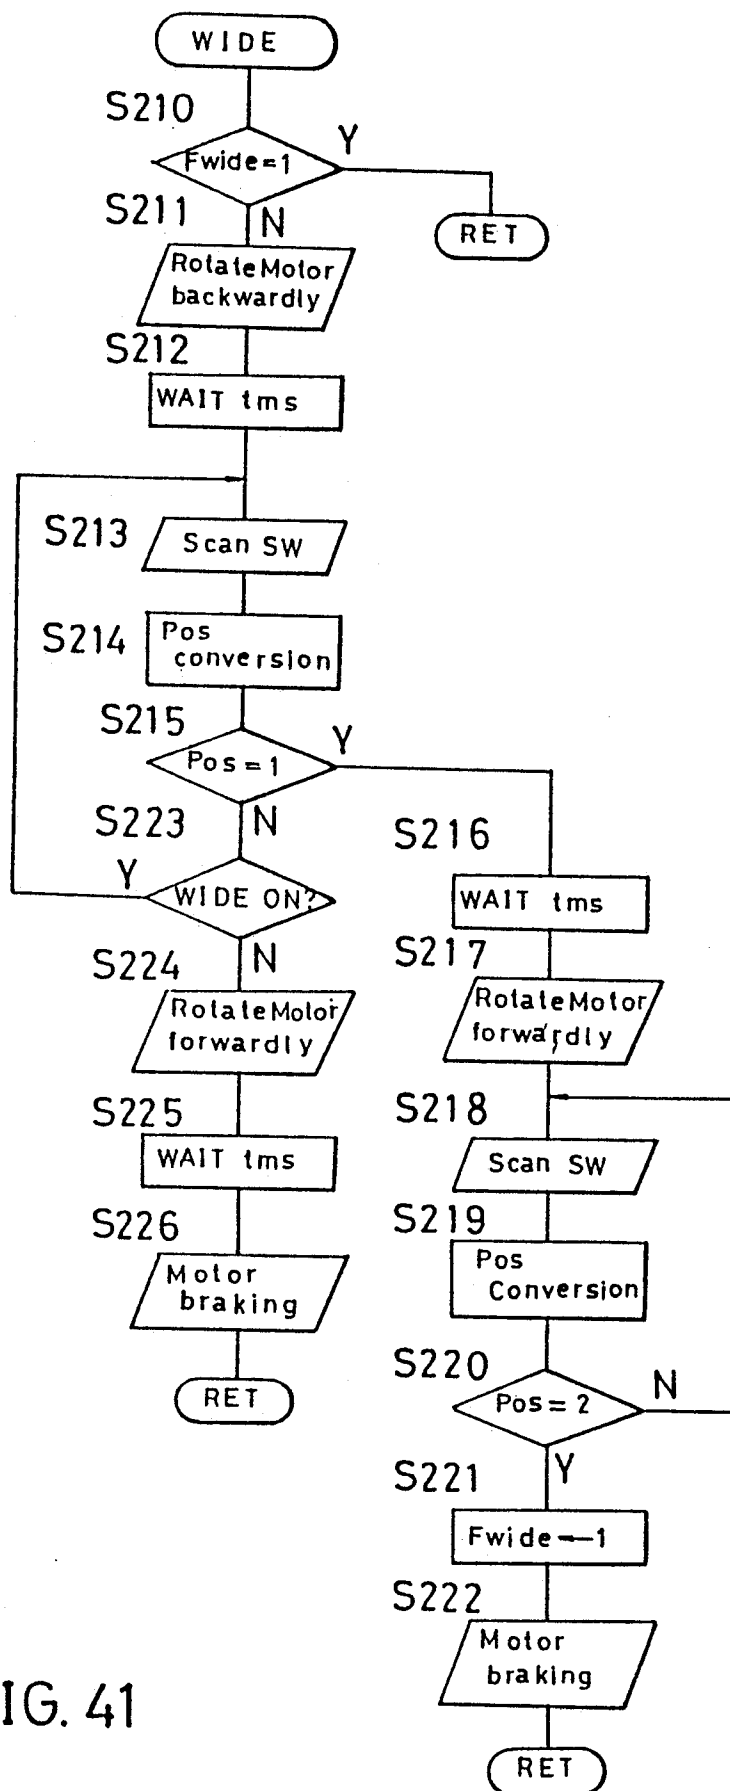 WIDE
S210
Fwide=1
Y
RET
S211
N
RotateMotor
backwardly
S212
WAIT tms
S213
Scan SW
S214
Pos
conversion
S215
Pos=1
Y
N
S223
WIDE ON?
Y
N
S224
RotateMotor
forwardly
S225
WAIT tms
S226
Motor
braking
RET
S216
WAIT tms
S217
RotateMotor
forwardly
S218
Scan SW
S219
Pos
Conversion
S220
Pos=2
N
Y
S221
Fwide←1
S222
Motor
braking
RET
IG. 41